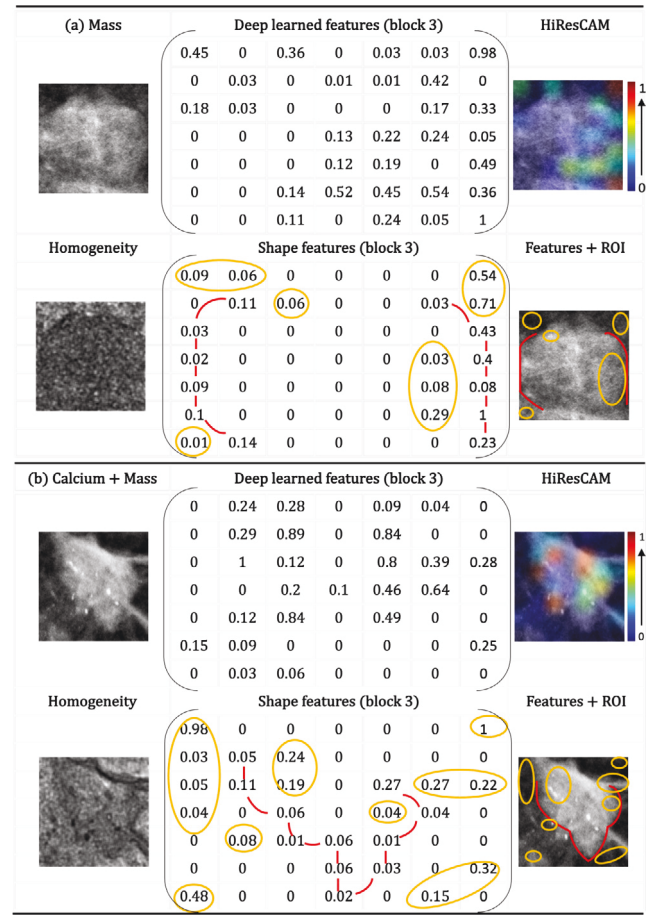 (a) Mass Deep learned features (block 3) HiResCAM
0.45 0 0.36 0 0.03 0.03 0.98
0 0.03 0 0.01 0.01 0.42 0
0.18 0.03 0 0 0 0.17 0.33
0 0 0 0.13 0.22 0.24 0.05
0 0 0 0.12 0.19 0 0.49
0 0 0.14 0.52 0.45 0.54 0.36
0 0 0.11 0 0.24 0.05 1
1
0
Homogeneity Shape features (block 3) Features + ROI
0.09 0.06 0 0 0 0 0.54
0 0.11 0.06 0 0 0.03 0.71
0.03 0 0 0 0 0 0.43
0.02 0 0 0 0 0.03 0.4
0.09 0 0 0 0 0.08 0.08
0.1 0 0 0 0 0.29 1
0.01 0.14 0 0 0 0 0.23
(b) Calcium + Mass Deep learned features (block 3) HiResCAM
0 0.24 0.28 0 0.09 0.04 0
0 0.29 0.89 0 0.84 0 0
0 1 0.12 0 0.8 0.39 0.28
0 0 0.2 0.1 0.46 0.64 0
0 0.12 0.84 0 0.49 0 0
0.15 0.09 0 0 0 0 0.25
0 0.03 0.06 0 0 0 0
1
0
Homogeneity Shape features (block 3) Features + ROI
0.98 0 0 0 0 0 1
0.03 0.05 0.24 0 0 0 0
0.05 0.11 0.19 0 0.27 0.27 0.22
0.04 0 0.06 0 0.04 0.04 0
0 0.08 0.01 0.06 0.01 0 0
0 0 0 0.06 0.03 0 0.32
0.48 0 0 0.02 0 0.15 0